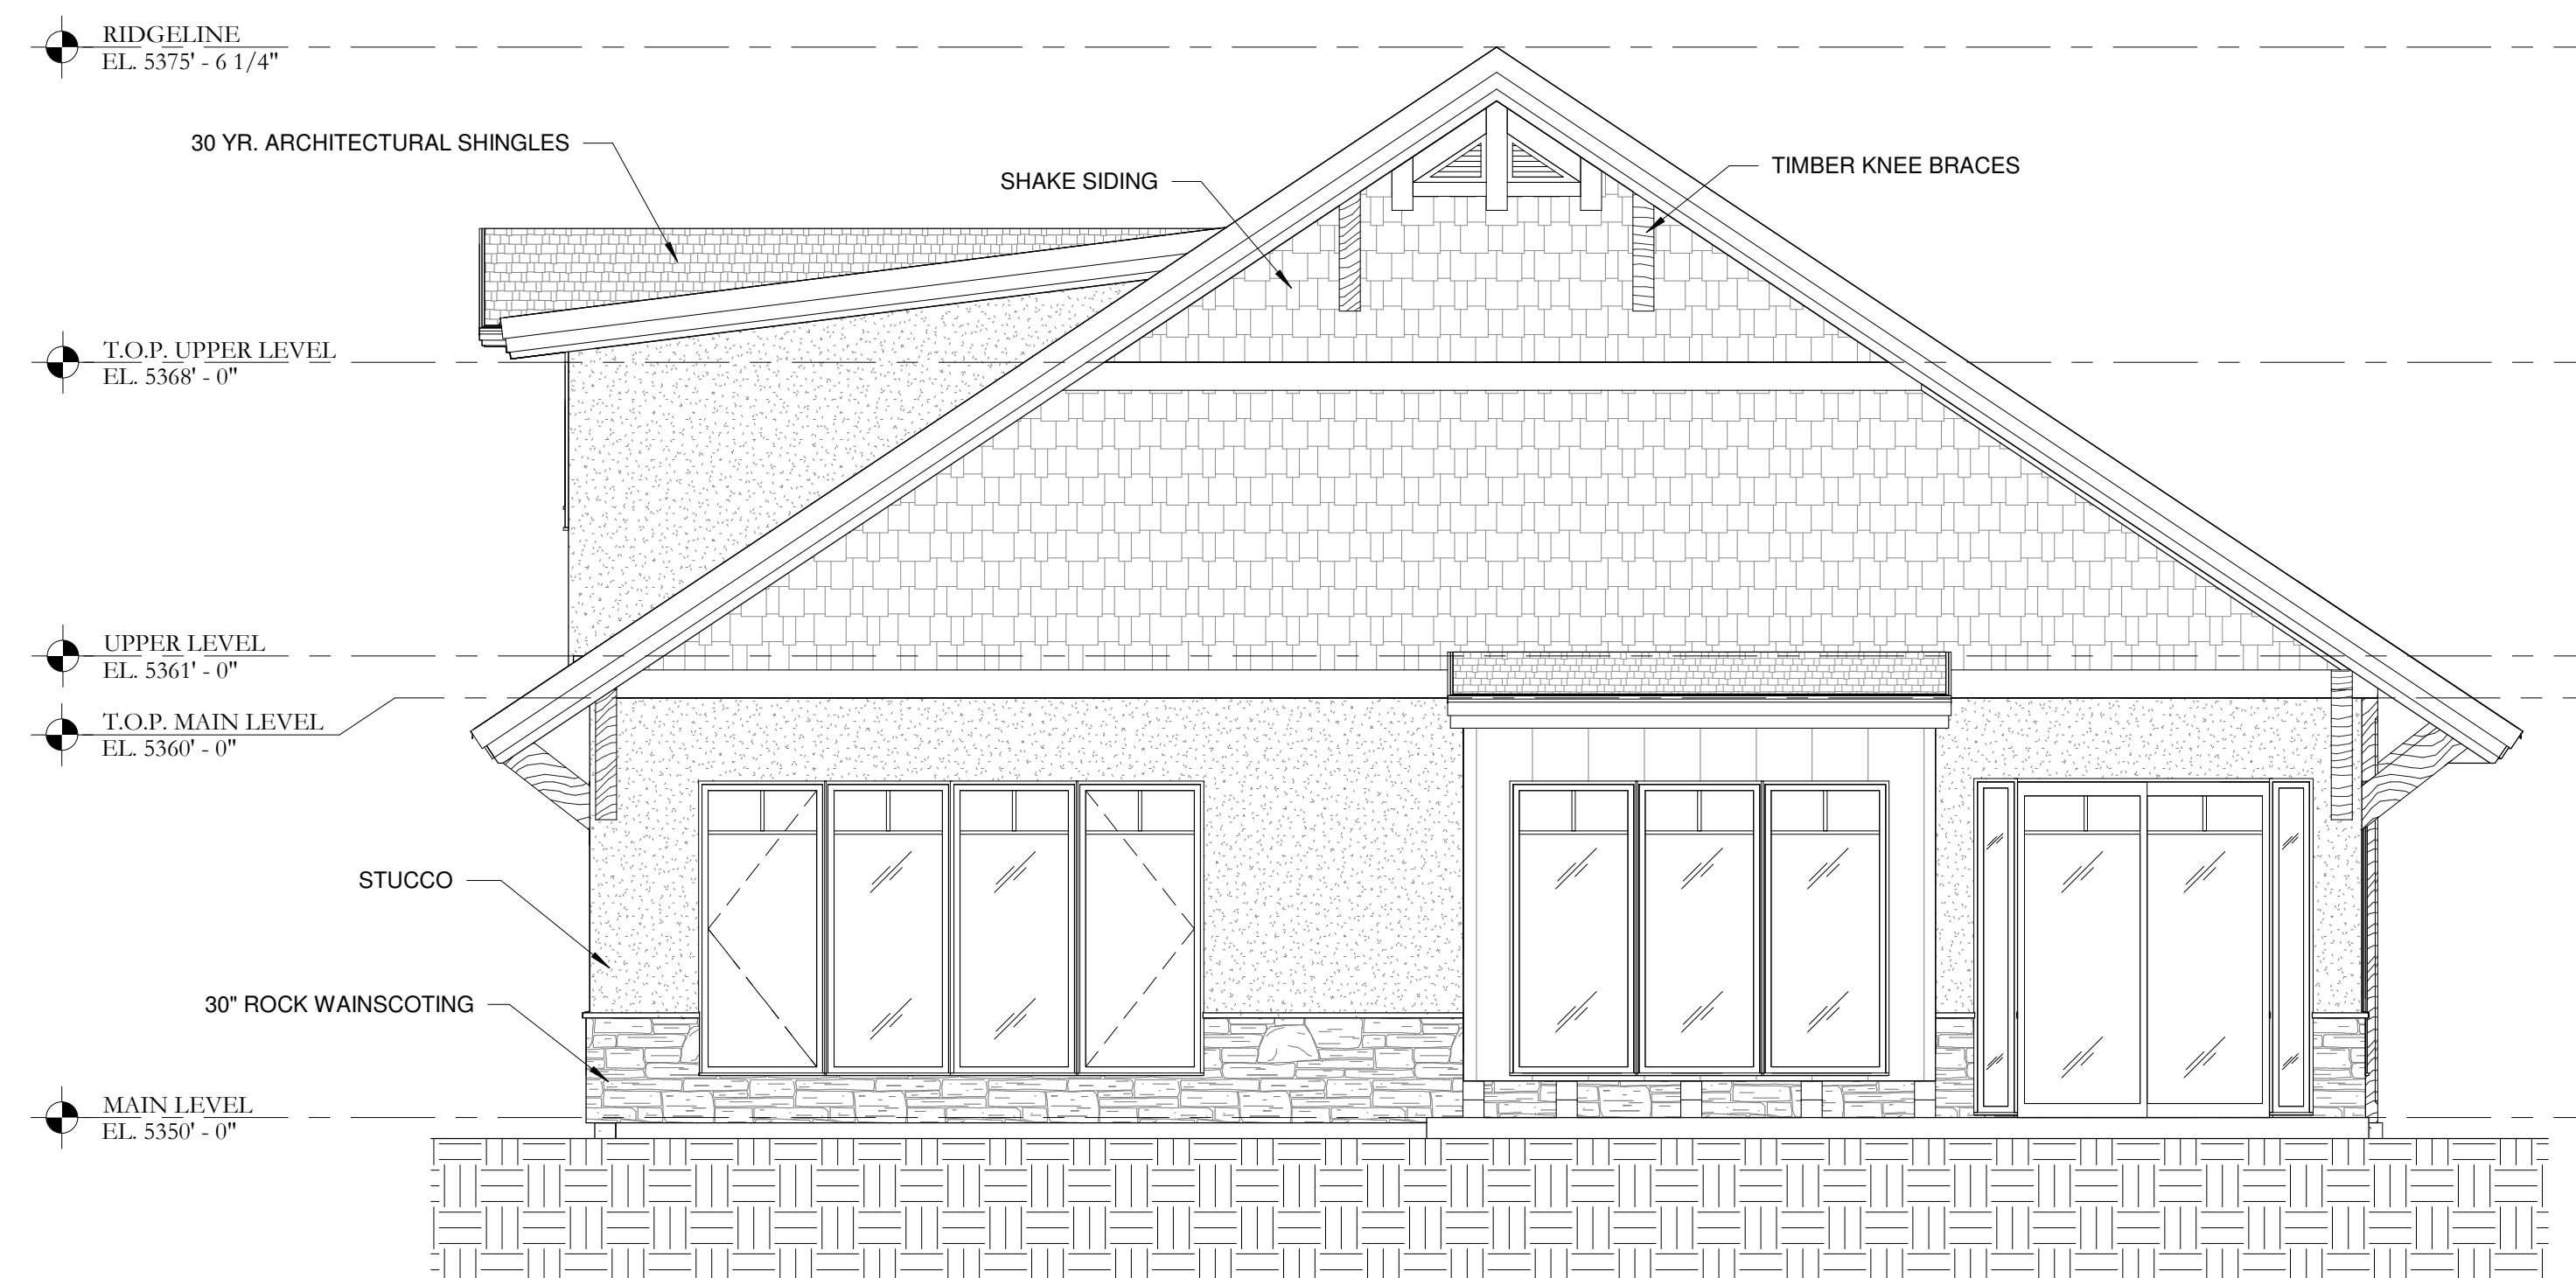 RIDGELINE
EL. 5375' - 6 1/4"
30 YR. ARCHITECTURAL SHINGLES
SHAKE SIDING
TIMBER KNEE BRACES
T.O.P. UPPER LEVEL
EL. 5368' - 0"
UPPER LEVEL
EL. 5361' - 0"
T.O.P. MAIN LEVEL
EL. 5360' - 0"
STUCCO
30" ROCK WAINSCOTING
MAIN LEVEL
EL. 5350' - 0"